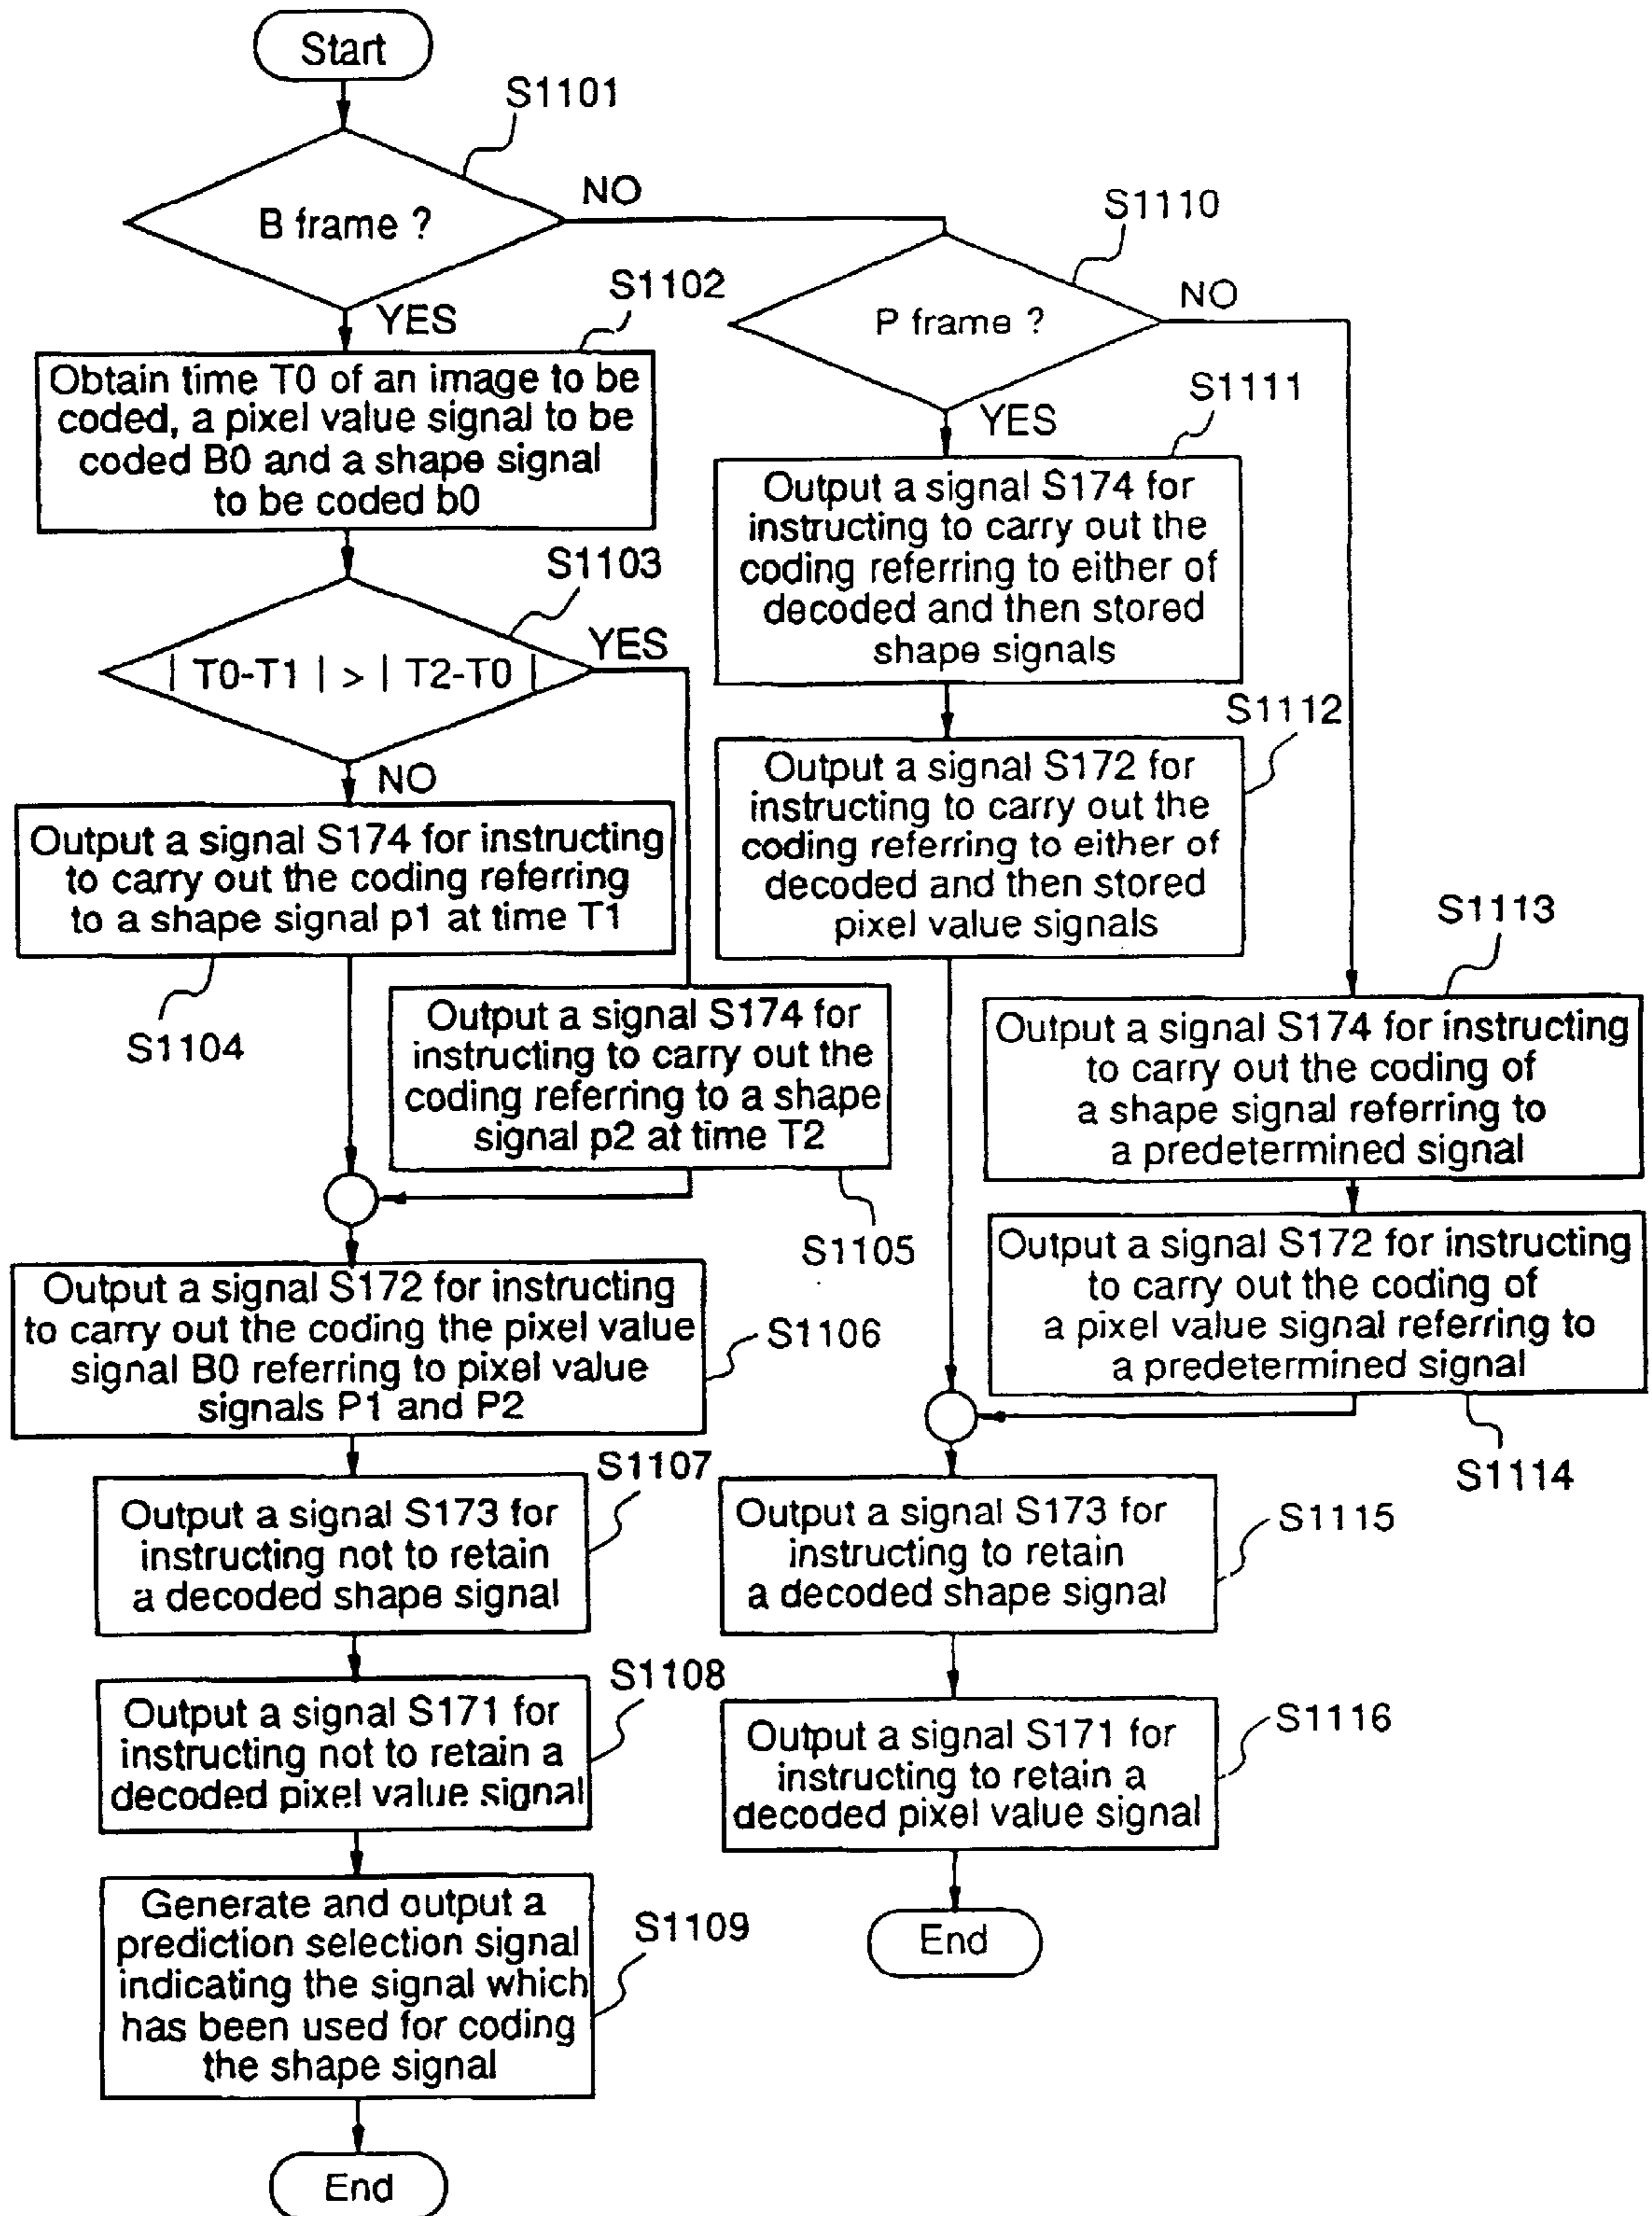 Start
S1101
B frame ?
NO
YES
S1102
Obtain time T0 of an image to be
coded, a pixel value signal to be
coded B0 and a shape signal
to be coded b0
S1103
| T0-T1 | > | T2-T0 |
YES
NO
Output a signal S174 for instructing
to carry out the coding referring
to a shape signal p1 at time T1
S1104
Output a signal S174 for
instructing to carry out the
coding referring to a shape
signal p2 at time T2
S1105
Output a signal S172 for instructing
to carry out the coding the pixel value
signal B0 referring to pixel value
signals P1 and P2
S1106
S1107
Output a signal S173 for
instructing not to retain
a decoded shape signal
S1108
Output a signal S171 for
instructing not to retain a
decoded pixel value signal
Generate and output a
prediction selection signal
indicating the signal which
has been used for coding
the shape signal
S1109
End
S1110
P frame ?
NO
YES
S1111
Output a signal S174 for
instructing to carry out the
coding referring to either of
decoded and then stored
shape signals
S1112
Output a signal S172 for
instructing to carry out the
coding referring to either of
decoded and then stored
pixel value signals
S1113
Output a signal S174 for instructing
to carry out the coding of
a shape signal referring to
a predetermined signal
Output a signal S172 for instructing
to carry out the coding of
a pixel value signal referring to
a predetermined signal
S1114
Output a signal S173 for
instructing to retain
a decoded shape signal
S1115
Output a signal S171 for
instructing to retain a
decoded pixel value signal
S1116
End